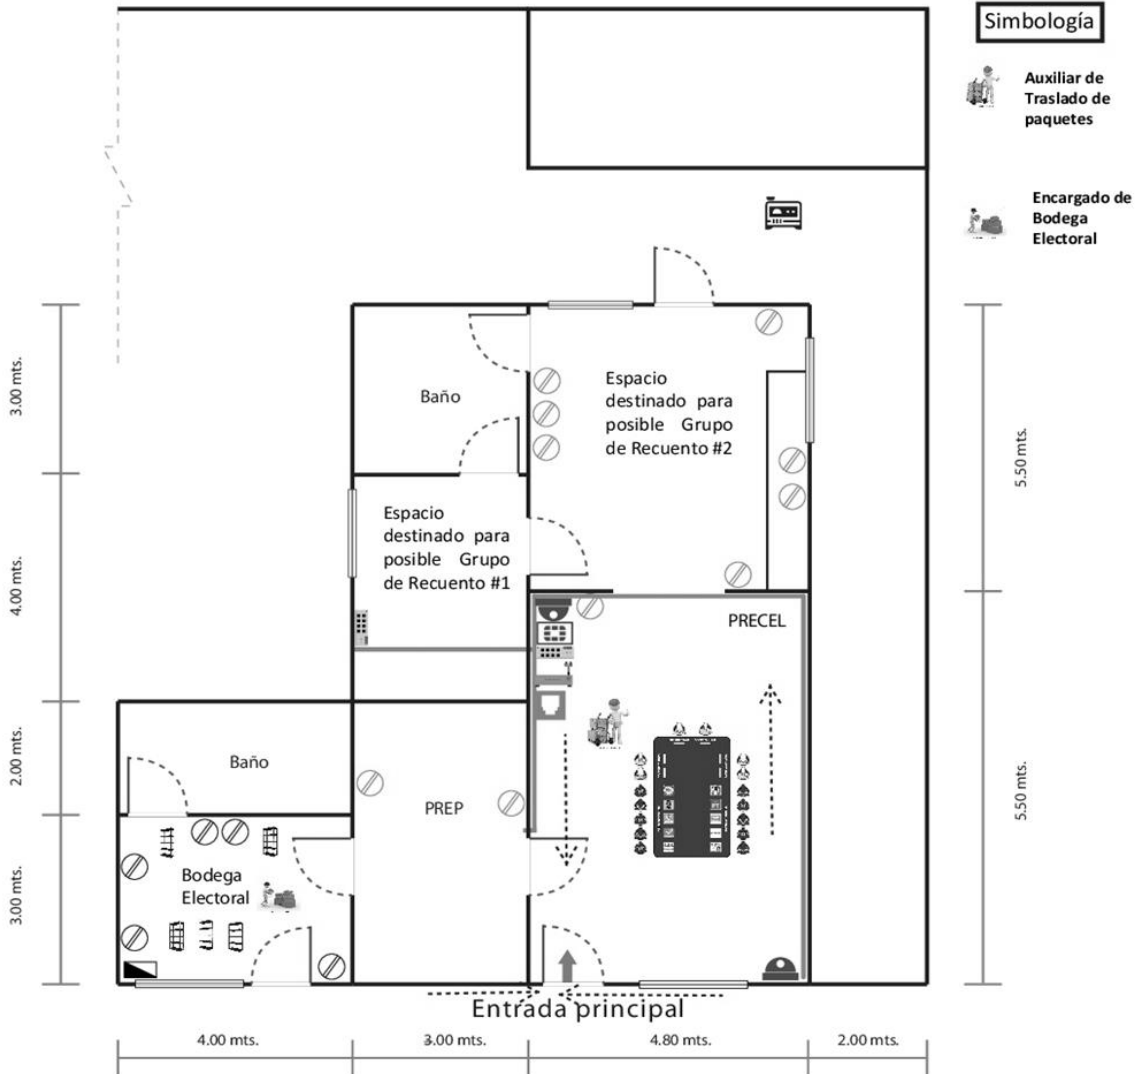 Simbología
Auxiliar de
Traslado de
paquetes
Encargado de
Bodega
Electoral
3.00 mts.
4.00 mts.
2.00 mts.
3.00 mts.
Baño
Espacio
destinado para
posible Grupo
de Recuento #2
Espacio
destinado para
posible Grupo
de Recuento #1
PRECEL
Baño
PREP
Bodega
Electoral
5.50 mts.
5.50 mts.
Entrada principal
4.00 mts.
3.00 mts.
4.80 mts.
2.00 mts.